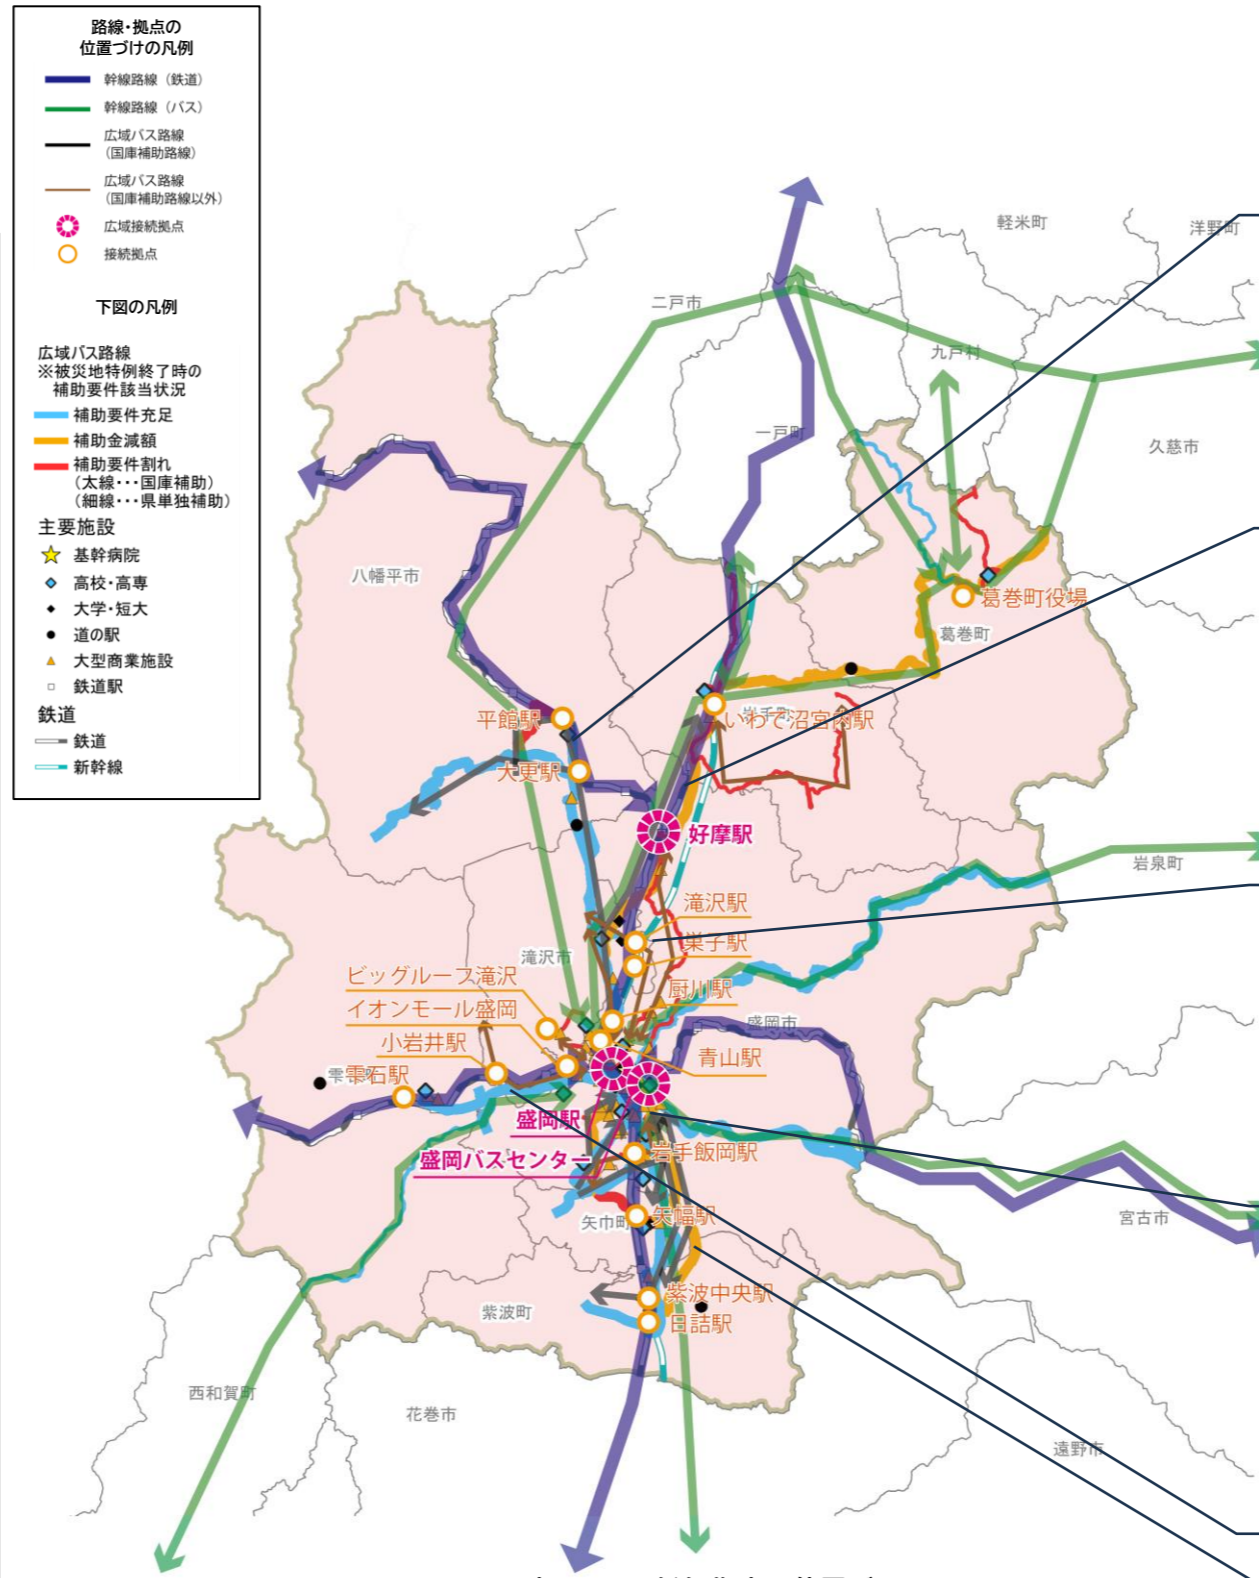 路線・拠点の
位置づけの凡例
幹線路線（鉄道）
幹線路線（バス）
広域バス路線
（国庫補助路線）
広域バス路線
（国庫補助路線以外）
広域接続拠点
接続拠点
下図の凡例
広域バス路線
※被災地特例終了時の
補助要件該当状況
補助要件充足
補助金減額
補助要件割れ
（太線・・・国庫補助）
（細線・・・県単独補助）
主要施設
基幹病院
高校・高専
大学・短大
道の駅
大型商業施設
鉄道駅
鉄道
鉄道
新幹線
軽米町
洋野町
二戸市
九戸村
一戸町
久慈市
八幡平市
葛巻町役場
葛巻町
平館駅
岩手町
いわて沼宮内駅
大更駅
好摩駅
岩泉町
滝沢駅
巣子駅
滝沢市
ビッグルーフ滝沢
厨川駅
イオンモール盛岡
盛岡市
小岩井駅
青山駅
雫石駅
盛岡駅
盛岡バスセンター
岩手飯岡駅
矢巾町
矢幅駅
宮古市
紫波中央駅
紫波町
日詰駅
西和賀町
花巻市
遠野市